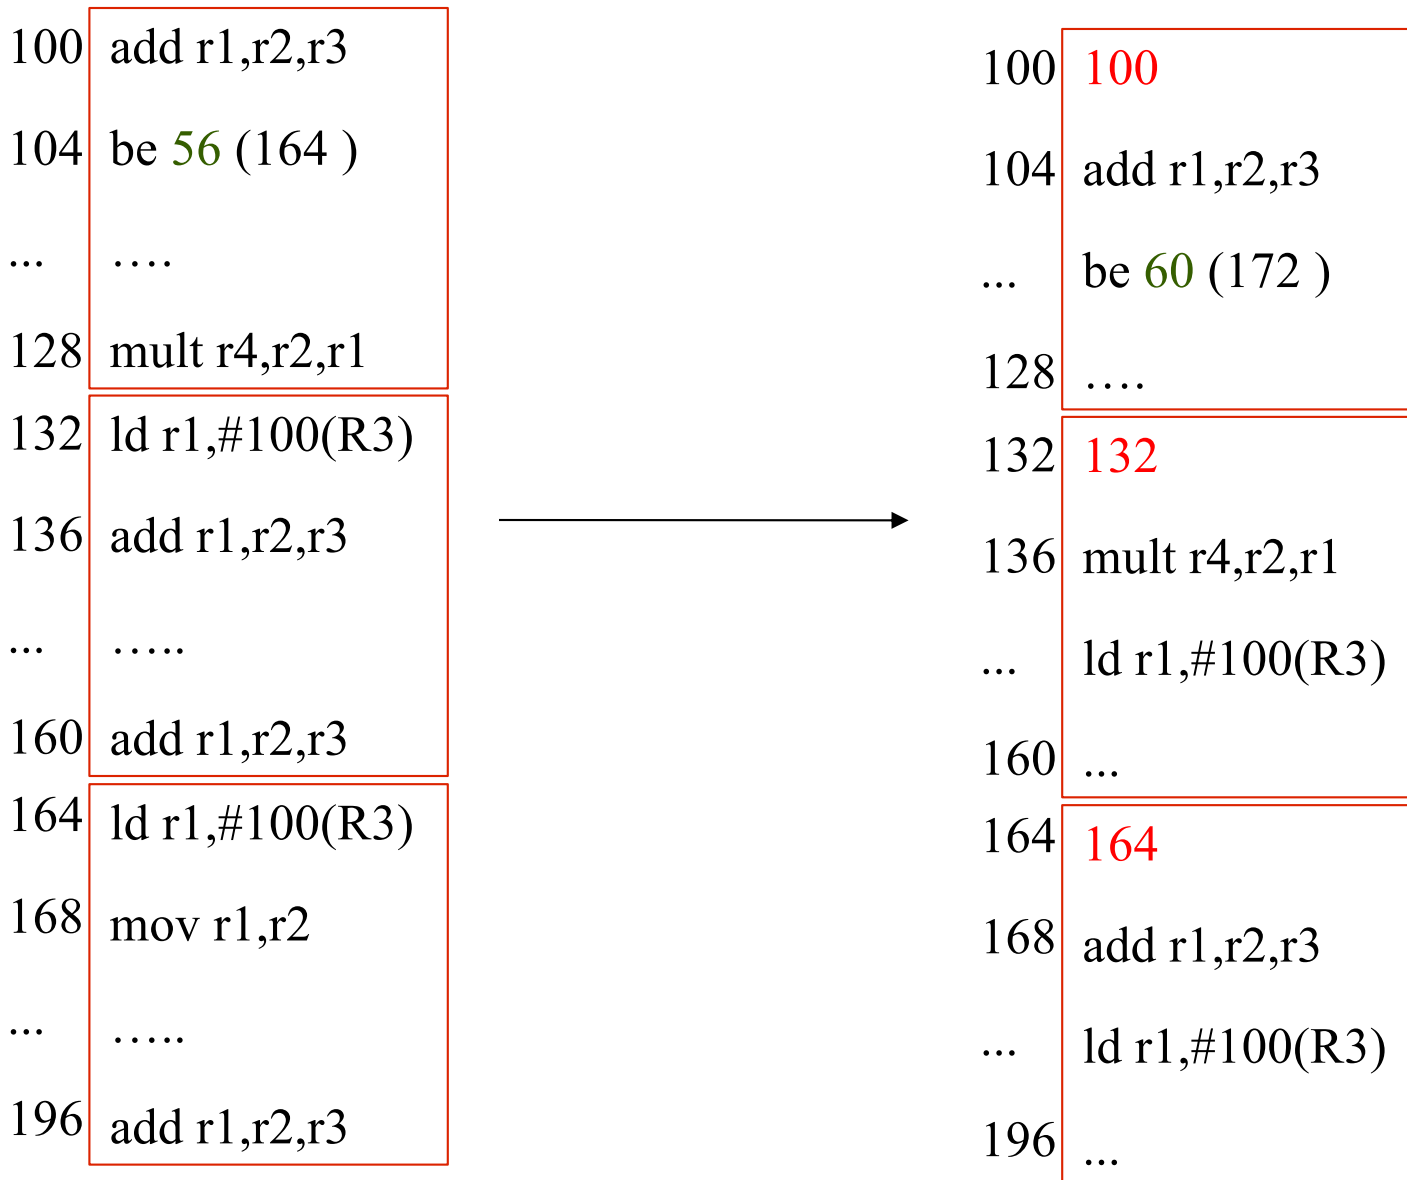 100 add r1,r2,r3
104 be 56 (164 )
... ….
128 mult r4,r2,r1
132 ld r1,#100(R3)
136 add r1,r2,r3
... …..
160 add r1,r2,r3
164 ld r1,#100(R3)
168 mov r1,r2
... …..
196 add r1,r2,r3
100 100
104 add r1,r2,r3
... be 60 (172 )
128 ….
132 132
136 mult r4,r2,r1
... ld r1,#100(R3)
160 ...
164 164
168 add r1,r2,r3
... ld r1,#100(R3)
196 ...